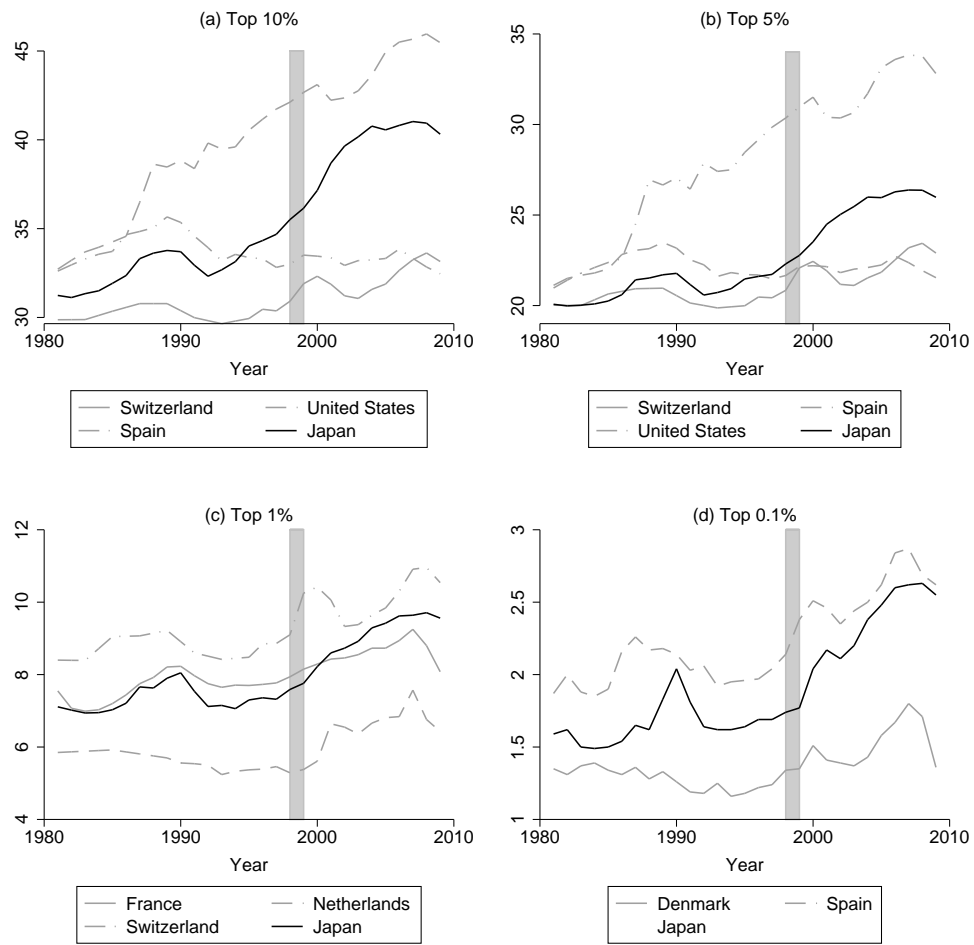 (a) Top 10%
45
40
35
30
1980 1990 2000 2010
Year
Switzerland United States
Spain Japan
(b) Top 5%
35
30
25
20
1980 1990 2000 2010
Year
Switzerland Spain
United States Japan
(c) Top 1%
12
10
8
6
4
1980 1990 2000 2010
Year
France Netherlands
Switzerland Japan
(d) Top 0.1%
3
2.5
2
1.5
1
1980 1990 2000 2010
Year
Denmark Spain
Japan